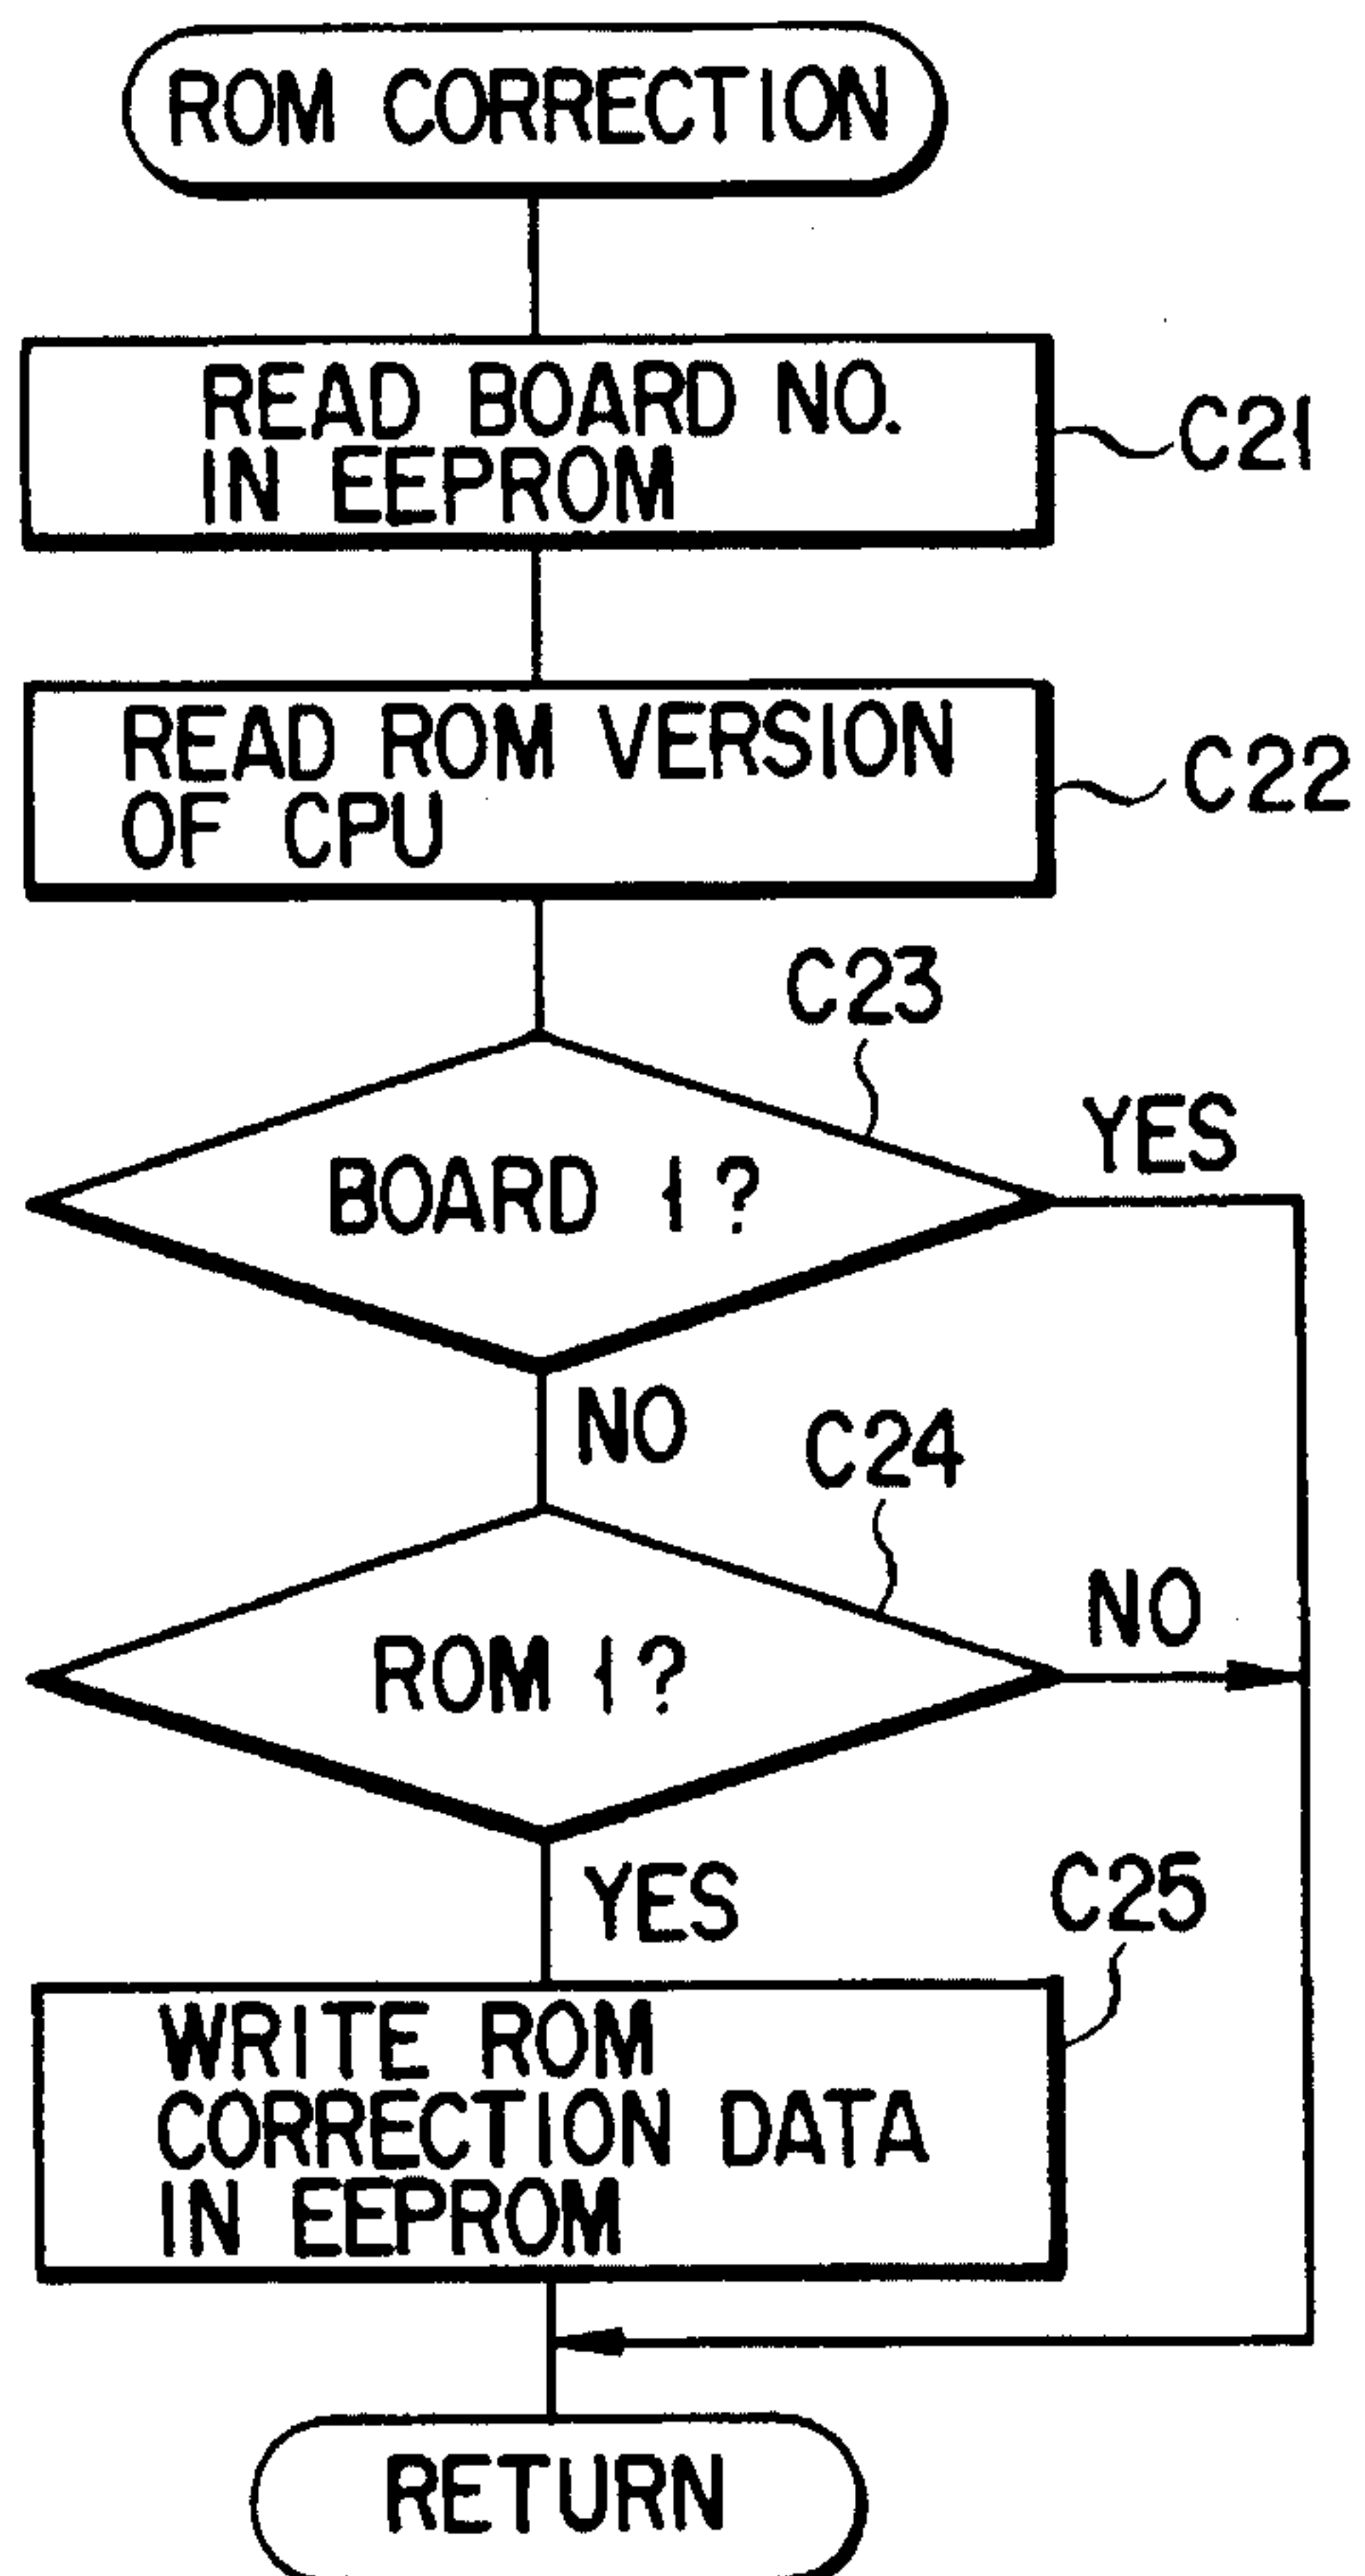 ROM CORRECTION
READ BOARD NO.
IN EEPROM
C21
READ ROM VERSION
OF CPU
C22
C23
BOARD 1?
YES
NO
C24
ROM 1?
NO
YES
C25
WRITE ROM
CORRECTION DATA
IN EEPROM
RETURN